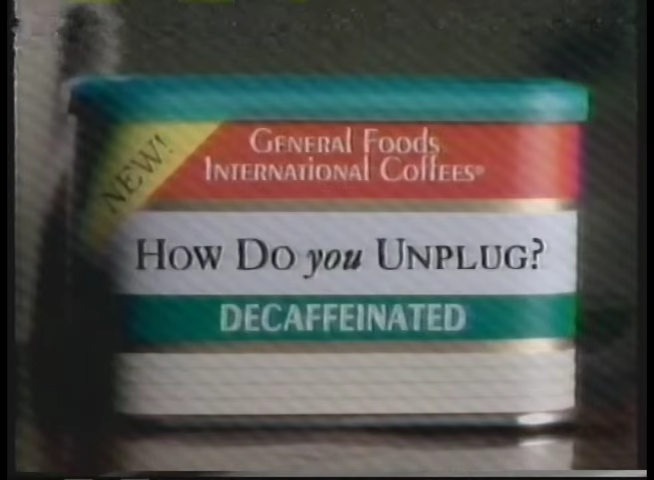 NEW!
GENERAL FOODS
INTERNATIONAL COFFEES®
HOW DO you UNPLUG?
DECAFFEINATED